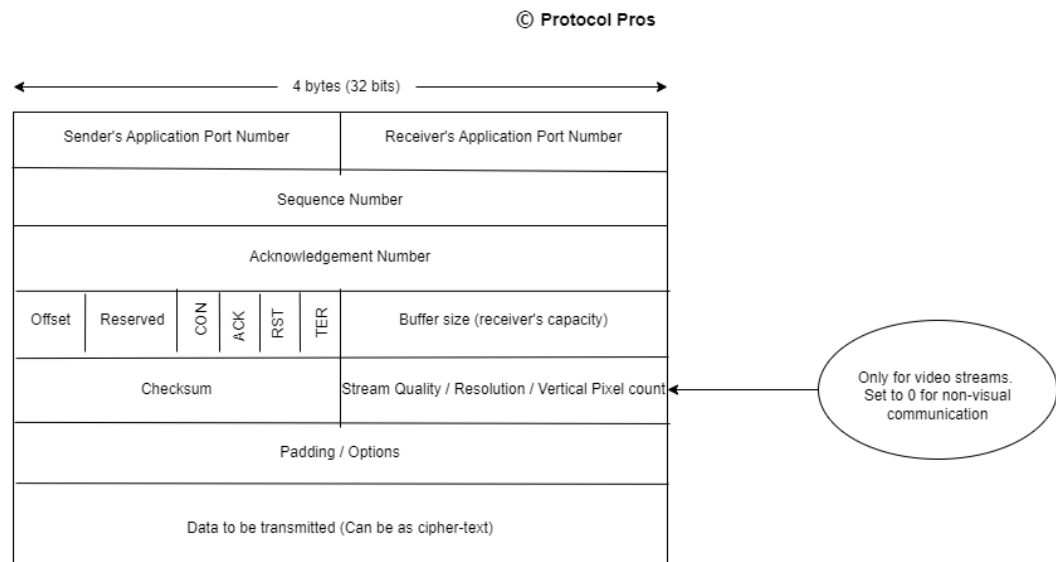 © Protocol Pros
4 bytes (32 bits)
Sender's Application Port Number
Receiver's Application Port Number
Sequence Number
Acknowledgement Number
Offset
Reserved
CON
ACK
RST
TER
Buffer size (receiver's capacity)
Checksum
Stream Quality / Resolution / Vertical Pixel count
Only for video streams.
Set to 0 for non-visual
communication
Padding / Options
Data to be transmitted (Can be as cipher-text)